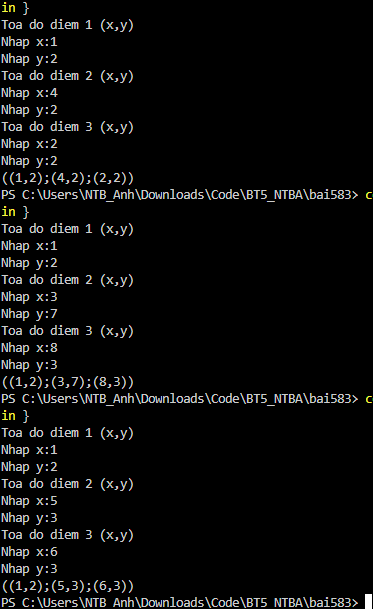 in }
Toa do diem 1 (x,y)
Nhap x:1
Nhap y:2
Toa do diem 2 (x,y)
Nhap x:4
Nhap y:2
Toa do diem 3 (x,y)
Nhap x:2
Nhap y:2
((1,2);(4,2);(2,2))
PS C:\Users\NTB_Anh\Downloads\Code\BT5_NTBA\bai583> c
in }
Toa do diem 1 (x,y)
Nhap x:1
Nhap y:2
Toa do diem 2 (x,y)
Nhap x:3
Nhap y:7
Toa do diem 3 (x,y)
Nhap x:8
Nhap y:3
((1,2);(3,7);(8,3))
PS C:\Users\NTB_Anh\Downloads\Code\BT5_NTBA\bai583> c
in }
Toa do diem 1 (x,y)
Nhap x:1
Nhap y:2
Toa do diem 2 (x,y)
Nhap x:5
Nhap y:3
Toa do diem 3 (x,y)
Nhap x:6
Nhap y:3
((1,2);(5,3);(6,3))
PS C:\Users\NTB_Anh\Downloads\Code\BT5_NTBA\bai583>